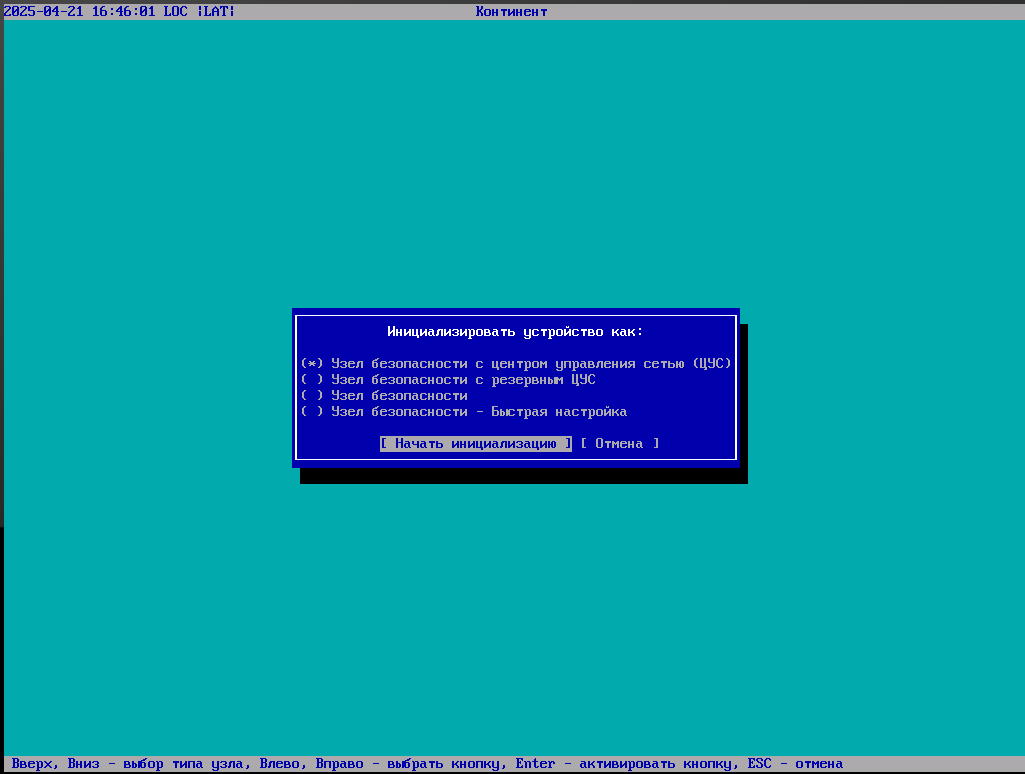 2025-04-21 16:46:01 LOC ¦LAT¦ Континент
Инициализировать устройство как:
(*) Узел безопасности с центром управления сетью (ЦУС)
( ) Узел безопасности с резервным ЦУС
( ) Узел безопасности
( ) Узел безопасности - Быстрая настройка
[ Начать инициализацию ] [ Отмена ]
Вверх, Вниз - выбор типа узла, Влево, Вправо - выбрать кнопку, Enter - активировать кнопку, ESC - отмена